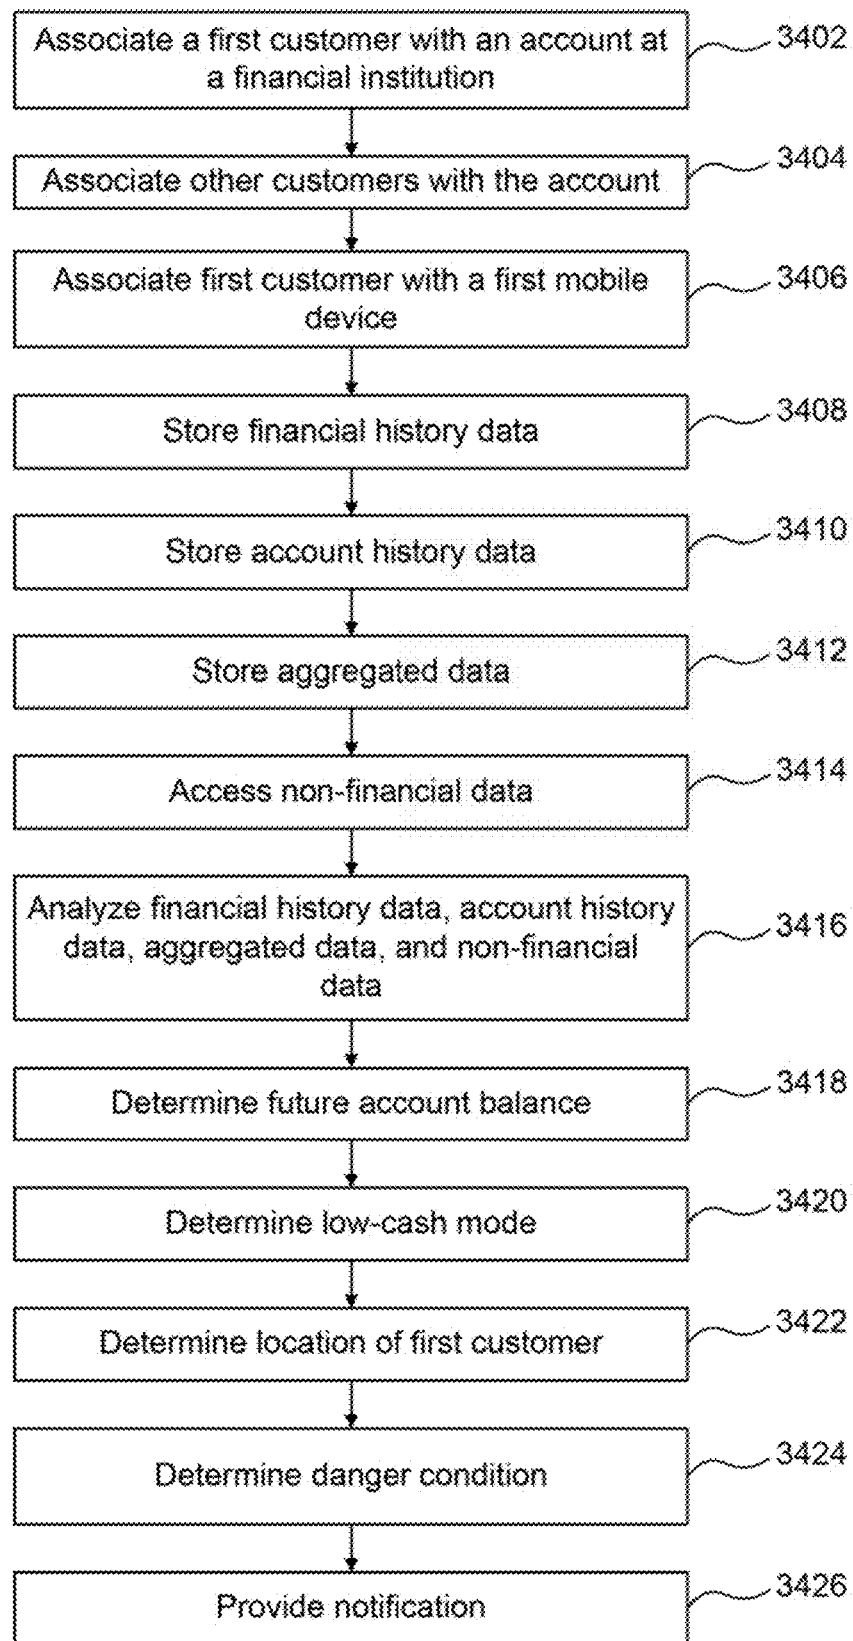 Associate a first customer with an account at
a financial institution
3402
Associate other customers with the account
3404
Associate first customer with a first mobile
device
3406
Store financial history data
3408
Store account history data
3410
Store aggregated data
3412
Access non-financial data
3414
Analyze financial history data, account history
data, aggregated data, and non-financial
data
3416
Determine future account balance
3418
Determine low-cash mode
3420
Determine location of first customer
3422
Determine danger condition
3424
Provide notification
3426